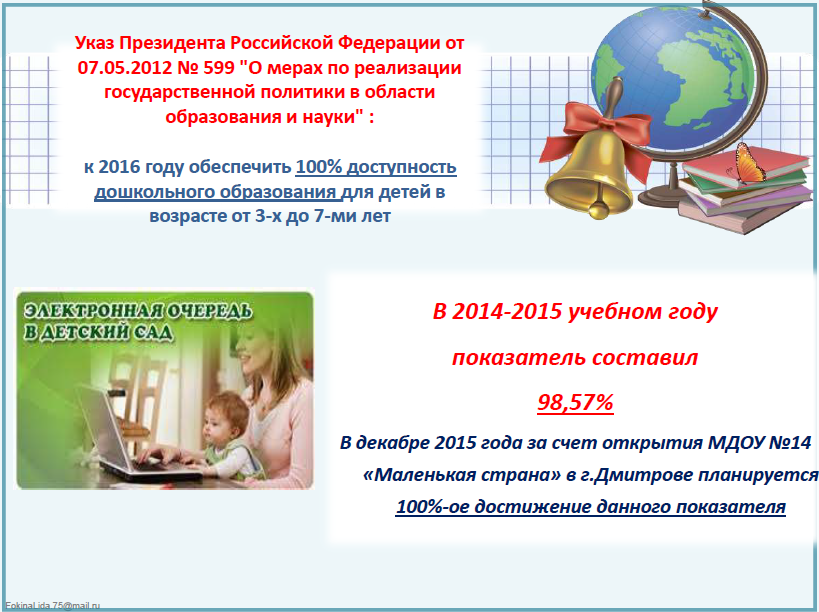 Указ Президента Российской Федерации от
07.05.2012 № 599 "О мерах по реализации
государственной политики в области
образования и науки" :
к 2016 году обеспечить 100% доступность
дошкольного образования для детей в
возрасте от 3-х до 7-ми лет
ЭЛЕКТРОННАЯ ОЧЕРЕДЬ
В ДЕТСКИЙ САД
В 2014-2015 учебном году
показатель составил
98,57%
В декабре 2015 года за счет открытия МДОУ №14
«Маленькая страна» в г.Дмитрове планируется
100%-ое достижение данного показателя
FokinaLida.75@mail.ru